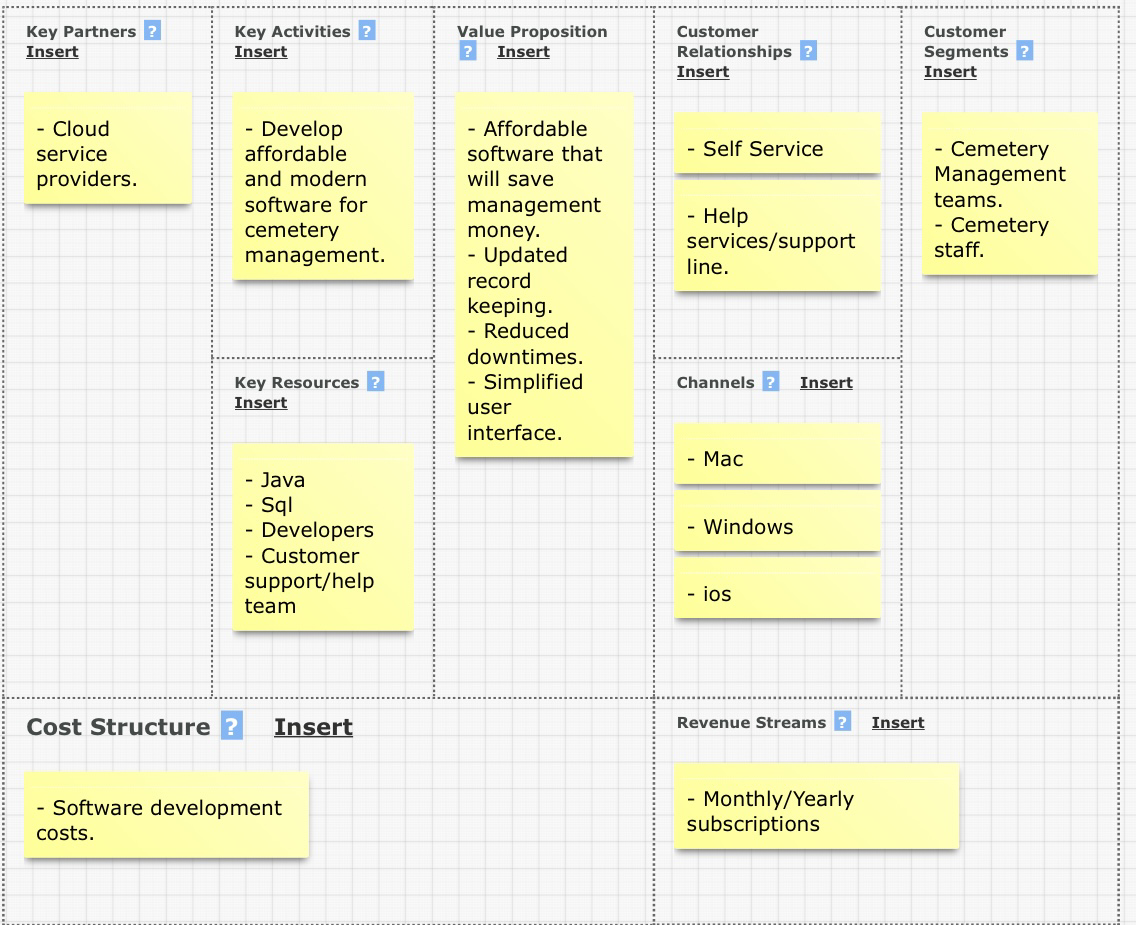 Key Partners ?
Insert
- Cloud
service
providers.
Key Activities ?
Insert
- Develop
affordable
and modern
software for
cemetery
management.
Key Resources ?
Insert
- Java
- Sql
- Developers
- Customer
support/help
team
Value Proposition
? Insert
- Affordable
software that
will save
management
money.
- Updated
record
keeping.
- Reduced
downtimes.
- Simplified
user
interface.
Customer
Relationships ?
Insert
- Self Service
- Help
services/support
line.
Channels ? Insert
- Mac
- Windows
- ios
Customer
Segments ?
Insert
- Cemetery
Management
teams.
- Cemetery
staff.
Cost Structure ? Insert
- Software development
costs.
Revenue Streams ? Insert
- Monthly/Yearly
subscriptions